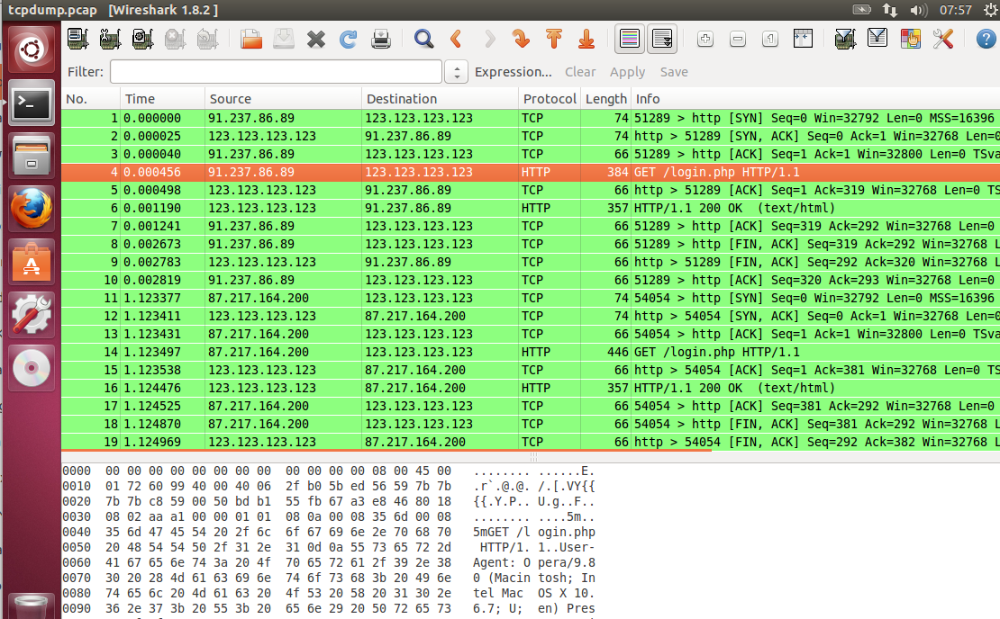 tcpdump.pcap [Wireshark 1.8.2 ]
07:57
Filter: Expression... Clear Apply Save
No. Time Source Destination Protocol Length Info
1 0.000000 91.237.86.89 123.123.123.123 TCP 74 51289 > http [SYN] Seq=0 Win=32792 Len=0 MSS=16396
2 0.000025 123.123.123.123 91.237.86.89 TCP 74 http > 51289 [SYN, ACK] Seq=0 Ack=1 Win=32768 Len=0
3 0.000040 91.237.86.89 123.123.123.123 TCP 66 51289 > http [ACK] Seq=1 Ack=1 Win=32800 Len=0 TSva
4 0.000456 91.237.86.89 123.123.123.123 HTTP 384 GET /login.php HTTP/1.1
5 0.000498 123.123.123.123 91.237.86.89 TCP 66 http > 51289 [ACK] Seq=1 Ack=319 Win=32768 Len=0 TS
6 0.001190 123.123.123.123 91.237.86.89 HTTP 357 HTTP/1.1 200 OK (text/html)
7 0.001241 91.237.86.89 123.123.123.123 TCP 66 51289 > http [ACK] Seq=319 Ack=292 Win=32768 Len=0
8 0.002673 91.237.86.89 123.123.123.123 TCP 66 51289 > http [FIN, ACK] Seq=319 Ack=292 Win=32768 L
9 0.002783 123.123.123.123 91.237.86.89 TCP 66 http > 51289 [FIN, ACK] Seq=292 Ack=320 Win=32768 L
10 0.002819 91.237.86.89 123.123.123.123 TCP 66 51289 > http [ACK] Seq=320 Ack=293 Win=32768 Len=0
11 1.123377 87.217.164.200 123.123.123.123 TCP 74 54054 > http [SYN] Seq=0 Win=32792 Len=0 MSS=16396
12 1.123411 123.123.123.123 87.217.164.200 TCP 74 http > 54054 [SYN, ACK] Seq=0 Ack=1 Win=32768 Len=0
13 1.123431 87.217.164.200 123.123.123.123 TCP 66 54054 > http [ACK] Seq=1 Ack=1 Win=32800 Len=0 TSva
14 1.123497 87.217.164.200 123.123.123.123 HTTP 446 GET /login.php HTTP/1.1
15 1.123538 123.123.123.123 87.217.164.200 TCP 66 http > 54054 [ACK] Seq=1 Ack=381 Win=32768 Len=0 TS
16 1.124476 123.123.123.123 87.217.164.200 HTTP 357 HTTP/1.1 200 OK (text/html)
17 1.124525 87.217.164.200 123.123.123.123 TCP 66 54054 > http [ACK] Seq=381 Ack=292 Win=32768 Len=0
18 1.124870 87.217.164.200 123.123.123.123 TCP 66 54054 > http [FIN, ACK] Seq=381 Ack=292 Win=32768 L
19 1.124969 123.123.123.123 87.217.164.200 TCP 66 http > 54054 [FIN, ACK] Seq=292 Ack=382 Win=32768 L
0000 00 00 00 00 00 00 00 00 00 00 00 00 08 00 45 00 ........ ......E.
0010 01 72 60 99 40 00 40 06 2f b0 5b ed 56 59 7b 7b .r`.@.@. /.[.VY{{
0020 7b 7b c8 59 00 50 bd b1 55 fb 67 a3 e8 46 80 18 {{.Y.P.. U.g..F..
0030 08 02 aa a1 00 00 01 01 08 0a 00 08 35 6d 00 08 ........ ....5m..
0040 35 6d 47 45 54 20 2f 6c 6f 67 69 6e 2e 70 68 70 5mGET /l ogin.php
0050 20 48 54 54 50 2f 31 2e 31 0d 0a 55 73 65 72 2d HTTP/1. 1..User-
0060 41 67 65 6e 74 3a 20 4f 70 65 72 61 2f 39 2e 38 Agent: O pera/9.8
0070 30 20 28 4d 61 63 69 6e 74 6f 73 68 3b 20 49 6e 0 (Macin tosh; In
0080 74 65 6c 20 4d 61 63 20 4f 53 20 58 20 31 30 2e tel Mac OS X 10.
0090 36 2e 37 3b 20 55 3b 20 65 6e 29 20 50 72 65 73 6.7; U; en) Pres